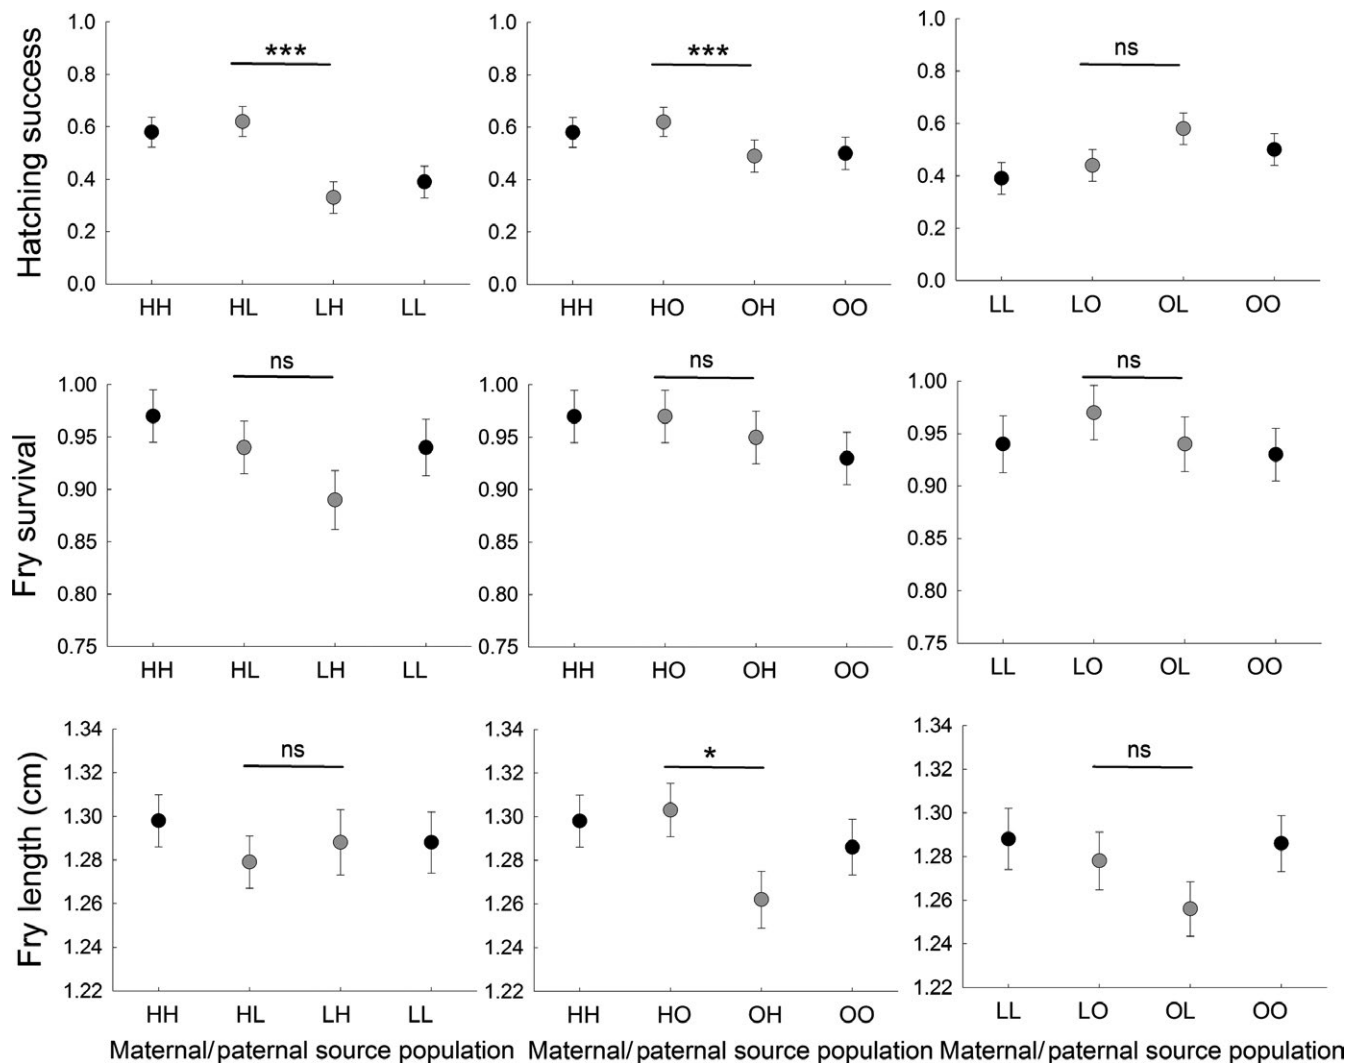 Hatching success
1.0
0.8
0.6
0.4
0.2
0.0
***
HH HL LH LL
1.0
0.8
0.6
0.4
0.2
0.0
***
HH HO OH OO
1.0
0.8
0.6
0.4
0.2
0.0
ns
LL LO OL OO
Fry survival
1.00
0.95
0.90
0.85
0.80
0.75
ns
HH HL LH LL
1.00
0.95
0.90
0.85
0.80
0.75
ns
HH HO OH OO
1.00
0.95
0.90
0.85
0.80
0.75
ns
LL LO OL OO
Fry length (cm)
1.34
1.32
1.30
1.28
1.26
1.24
1.22
ns
HH HL LH LL
Maternal/paternal source population
1.34
1.32
1.30
1.28
1.26
1.24
1.22
*
HH HO OH OO
Maternal/paternal source population
1.34
1.32
1.30
1.28
1.26
1.24
1.22
ns
LL LO OL OO
Maternal/paternal source population